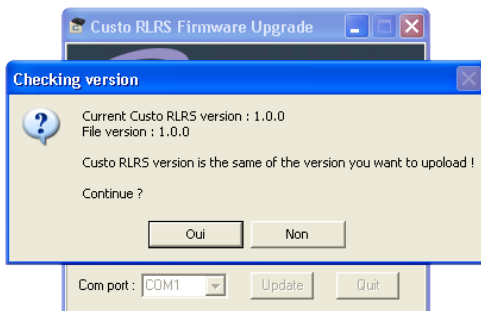 Custo RLRS Firmware Upgrade
Checking version
Current Custo RLRS version : 1.0.0
File version : 1.0.0
Custo RLRS version is the same of the version you want to upoload !
Continue ?
Oui Non
Com port : COM1 Update Quit